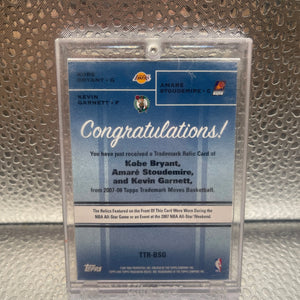 KOBE
BRYANT - G
AMARÉ
STOUDEMIRE - C
KEVIN
GARNETT - F
Congratulations!
You have just received a Trademark Relic Card of
Kobe Bryant,
Amaré Stoudemire,
and Kevin Garnett,
from 2007-08 Topps Trademark Moves Basketball.
The Relics Featured on the Front Of This Card Were Worn During the
NBA All-Star Game or an Event at the 2007 NBA All-Star Weekend.
TTR-BSG
Topps